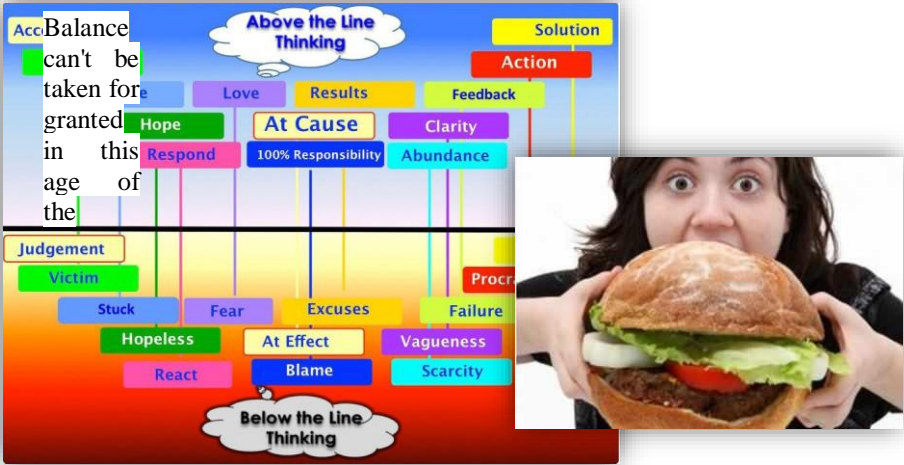 Above the Line
Thinking
Balance
can't be
taken for
granted
in this
age of
the
Solution
Action
Love
Results
Feedback
Hope
At Cause
Clarity
Respond
100% Responsibility
Abundance
Judgement
Victim
Stuck
Fear
Excuses
Failure
Hopeless
At Effect
Vagueness
React
Blame
Scarcity
Below the Line
Thinking